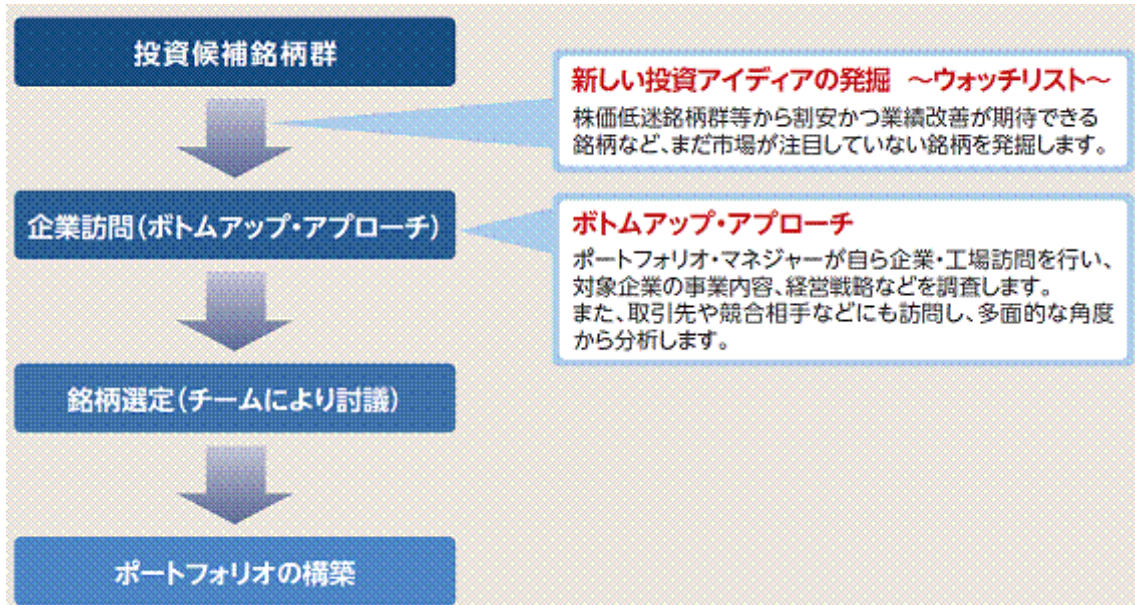 投資候補銘柄群
新しい投資アイディアの発掘 ~ウォッチリスト~
株価低迷銘柄群等から割安かつ業績改善が期待できる
銘柄など、まだ市場が注目していない銘柄を発掘します。
企業訪問(ボトムアップ・アプローチ)
ボトムアップ・アプローチ
ポートフォリオ・マネジャーが自ら企業・工場訪問を行い、
対象企業の事業内容、経営戦略などを調査します。
また、取引先や競合相手などにも訪問し、多面的な角度
から分析します。
銘柄選定(チームにより討議)
ポートフォリオの構築